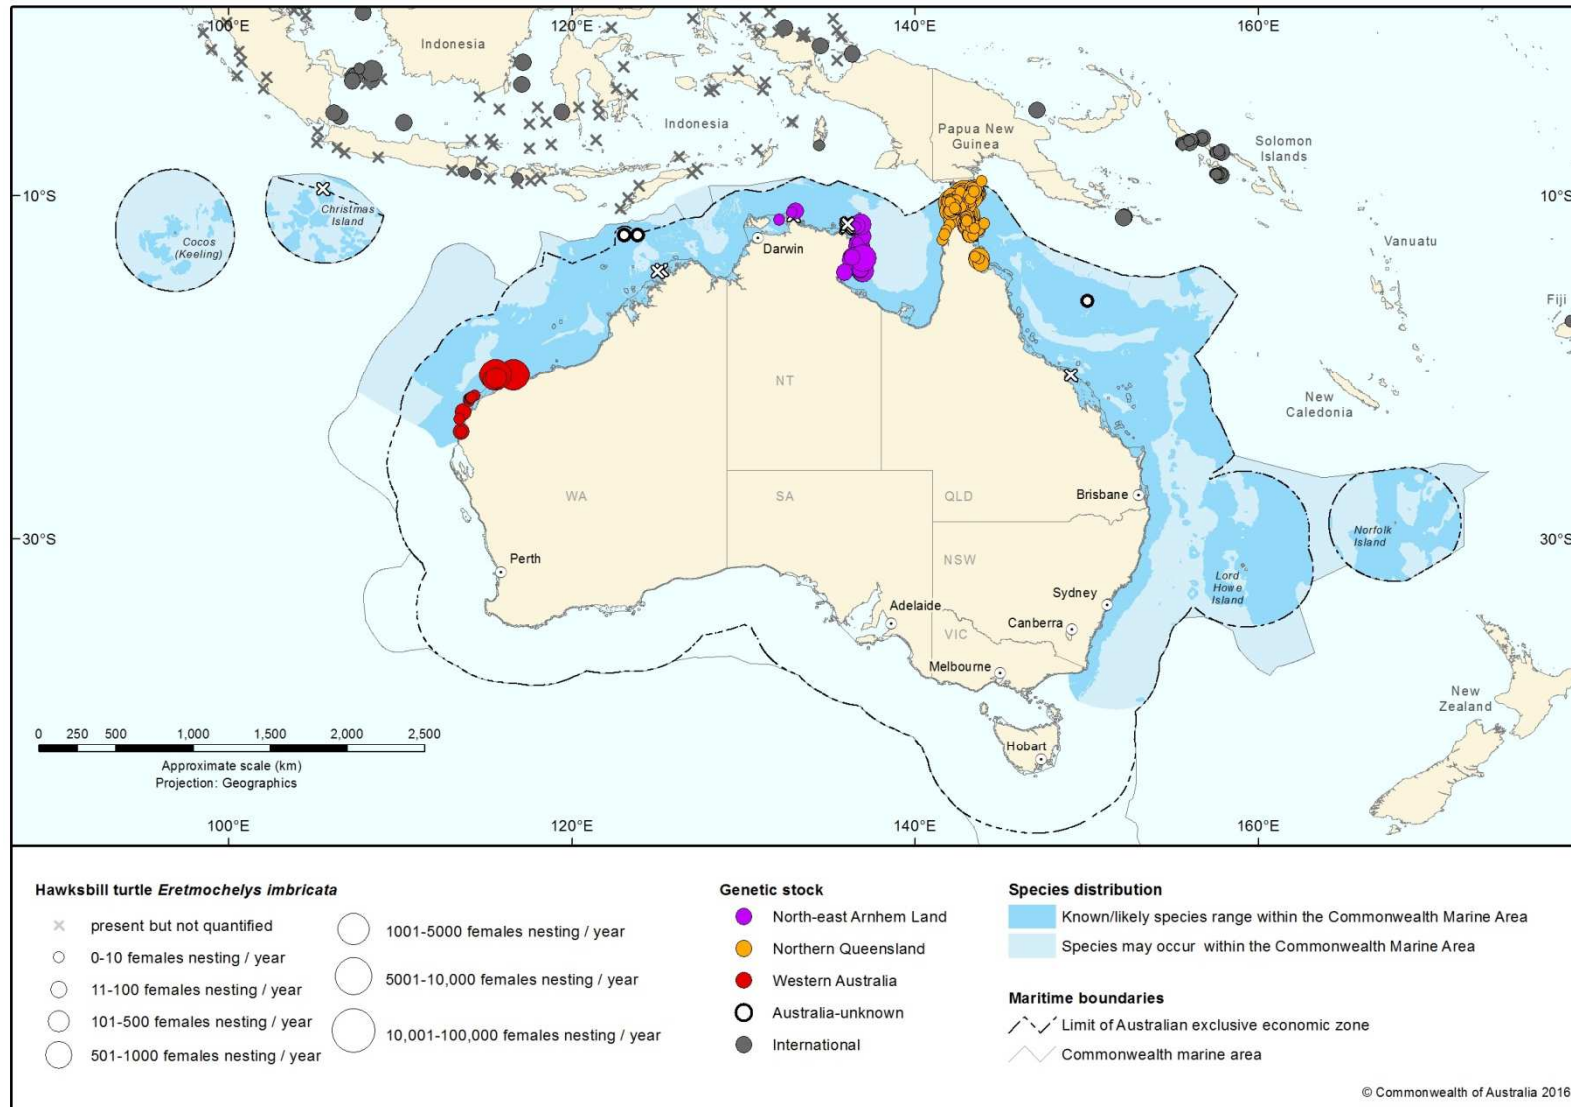 100°E
120°E
140°E
160°E
Indonesia
Indonesia
Papua New
Guinea
Solomon
Islands
10°S
10°S
Christmas
Island
Cocos
(Keeling)
Darwin
Vanuatu
Fiji
NT
New
Caledonia
WA
SA
QLD
Brisbane
30°S
30°S
Norfolk
Island
Perth
NSW
Lord
Howe
Island
Sydney
Adelaide
Canberra
VIC
Melbourne
New
Zealand
Hobart
0 250 500 1,000 1,500 2,000 2,500
Approximate scale (km)
Projection: Geographics
100°E
120°E
140°E
160°E
Hawksbill turtle Eretmochelys imbricata
present but not quantified
0-10 females nesting / year
11-100 females nesting / year
101-500 females nesting / year
501-1000 females nesting / year
1001-5000 females nesting / year
5001-10,000 females nesting / year
10,001-100,000 females nesting / year
Genetic stock
North-east Arnhem Land
Northern Queensland
Western Australia
Australia-unknown
International
Species distribution
Known/likely species range within the Commonwealth Marine Area
Species may occur within the Commonwealth Marine Area
Maritime boundaries
Limit of Australian exclusive economic zone
Commonwealth marine area
© Commonwealth of Australia 2016